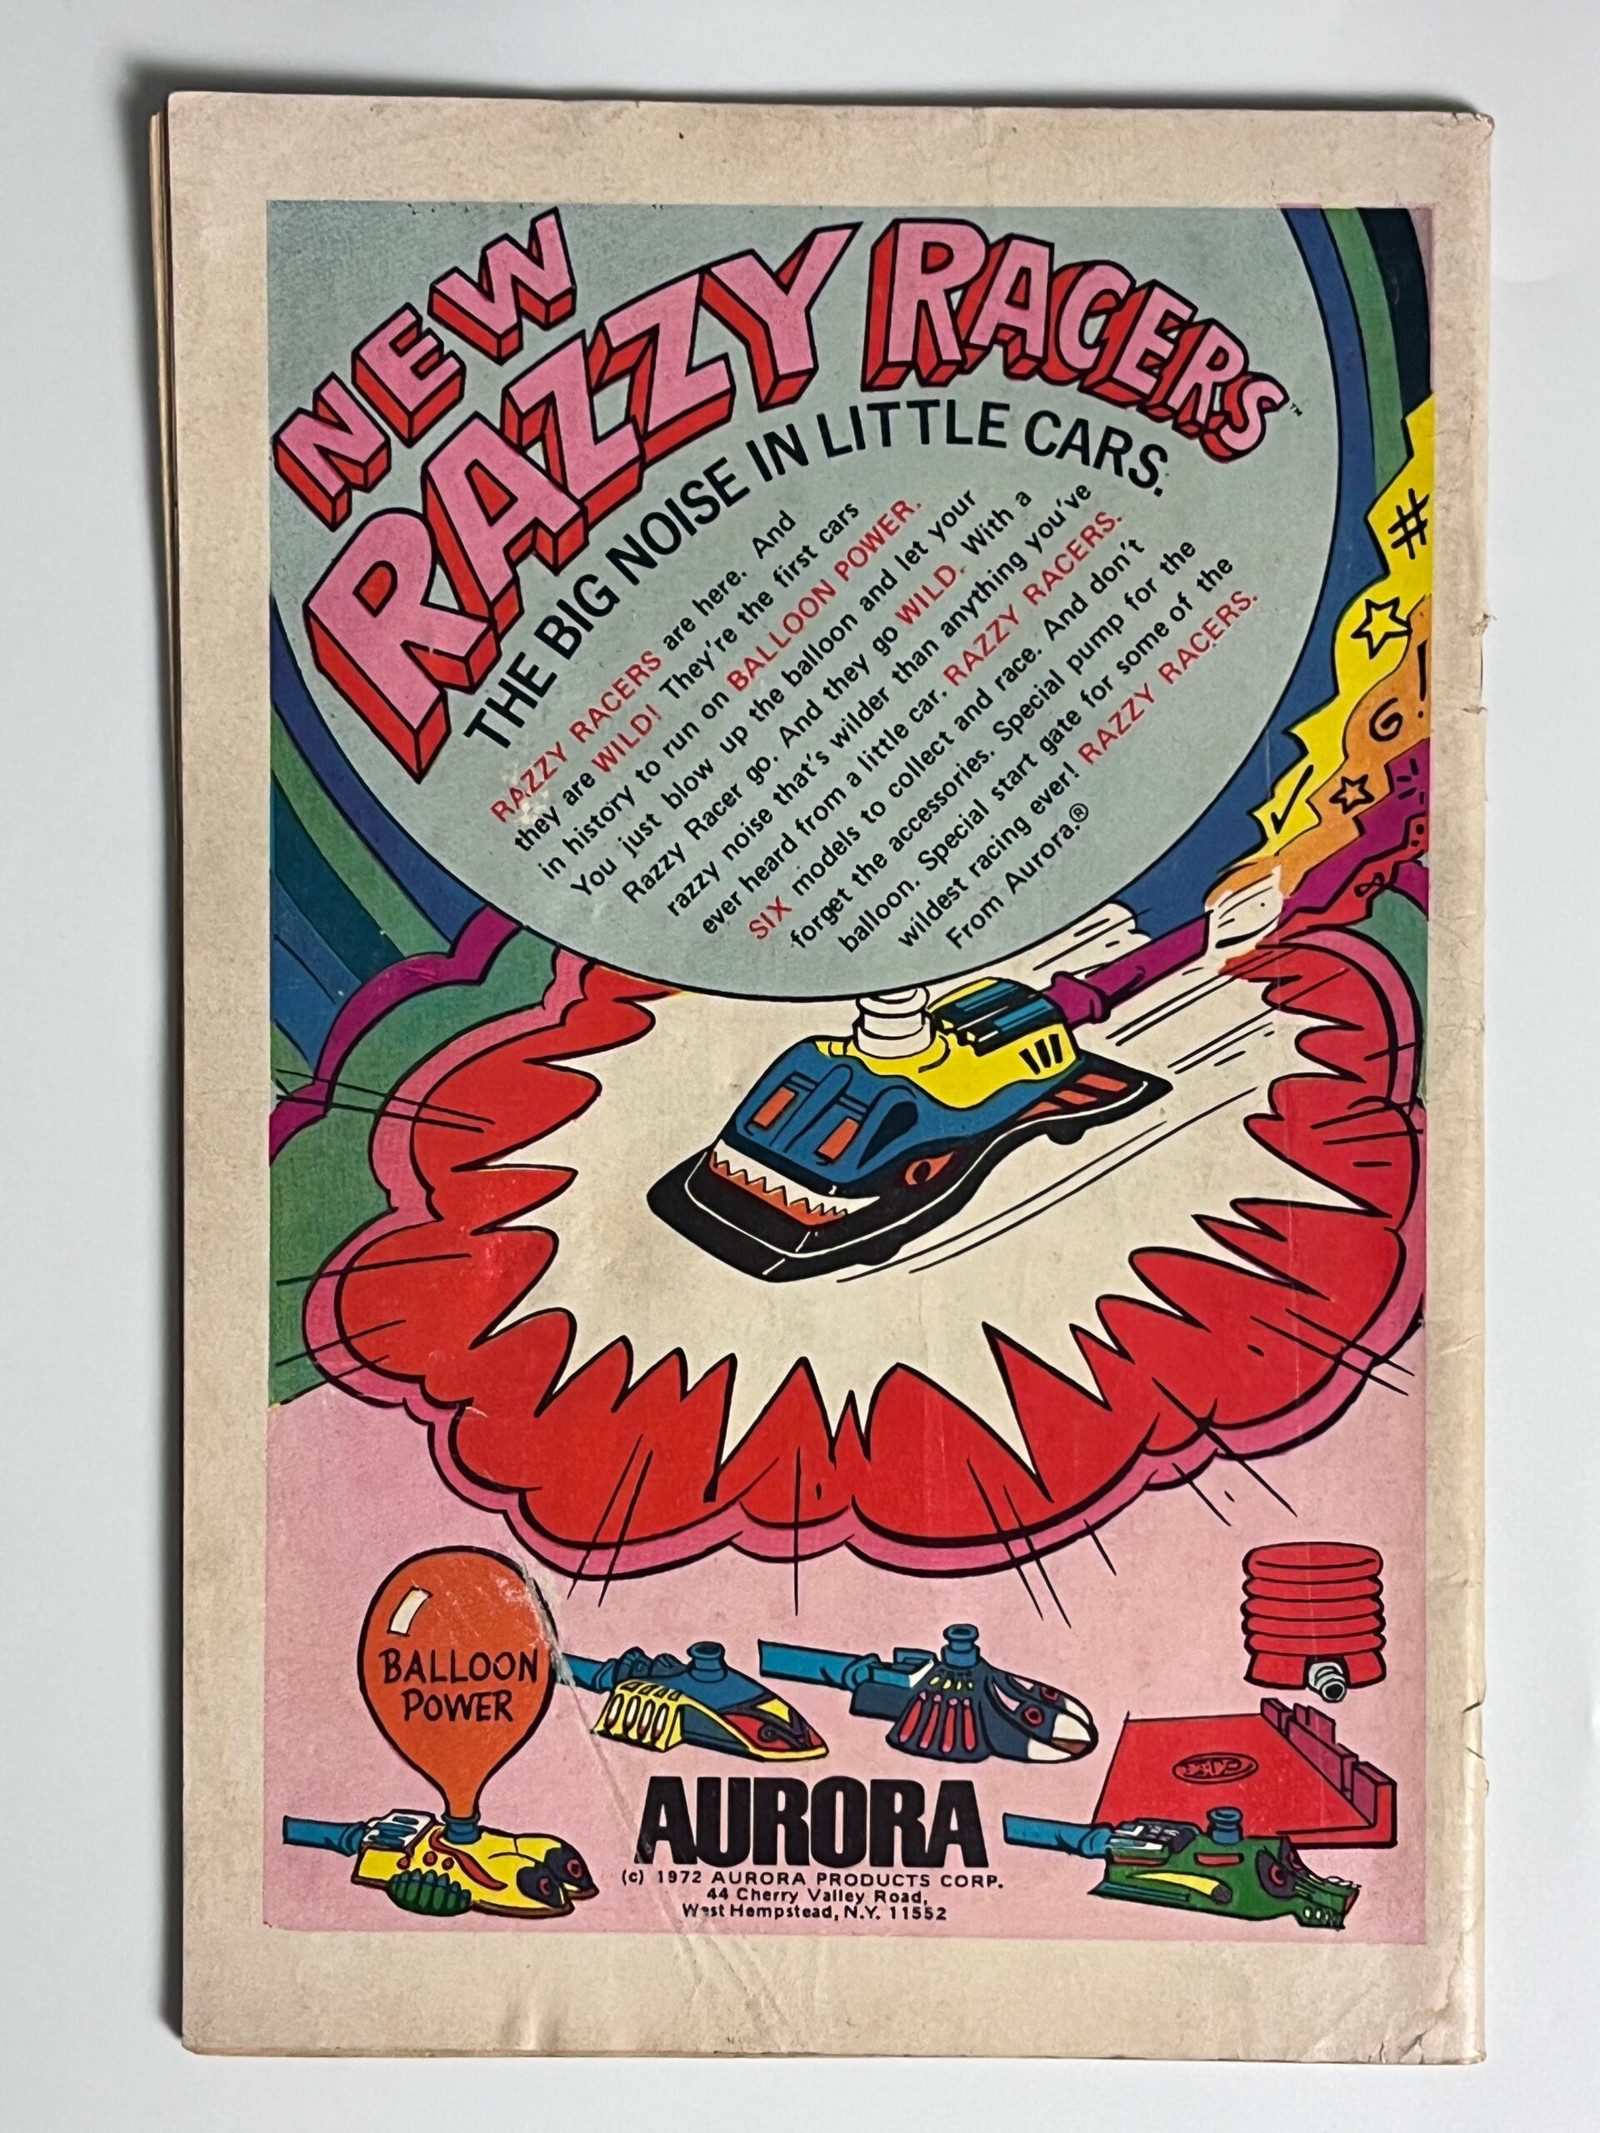 NEW
RAZZY RACERS™
THE BIG NOISE IN LITTLE CARS.
RAZZY RACERS are here. And
they are WILD! They're the first cars
in history to run on BALLOON POWER.
You just blow up the balloon and let your
Razzy Racer go. And they go WILD. With a
razzy noise that's wilder than anything you've
ever heard from a little car. RAZZY RACERS.
SIX models to collect and race. And don't
forget the accessories. Special pump for the
balloon. Special start gate for some of the
wildest racing ever! RAZZY RACERS.
From Aurora.®
#
!
G
BALLOON
POWER
AURORA
(c) 1972 AURORA PRODUCTS CORP.
44 Cherry Valley Road,
West Hempstead, N.Y. 11552